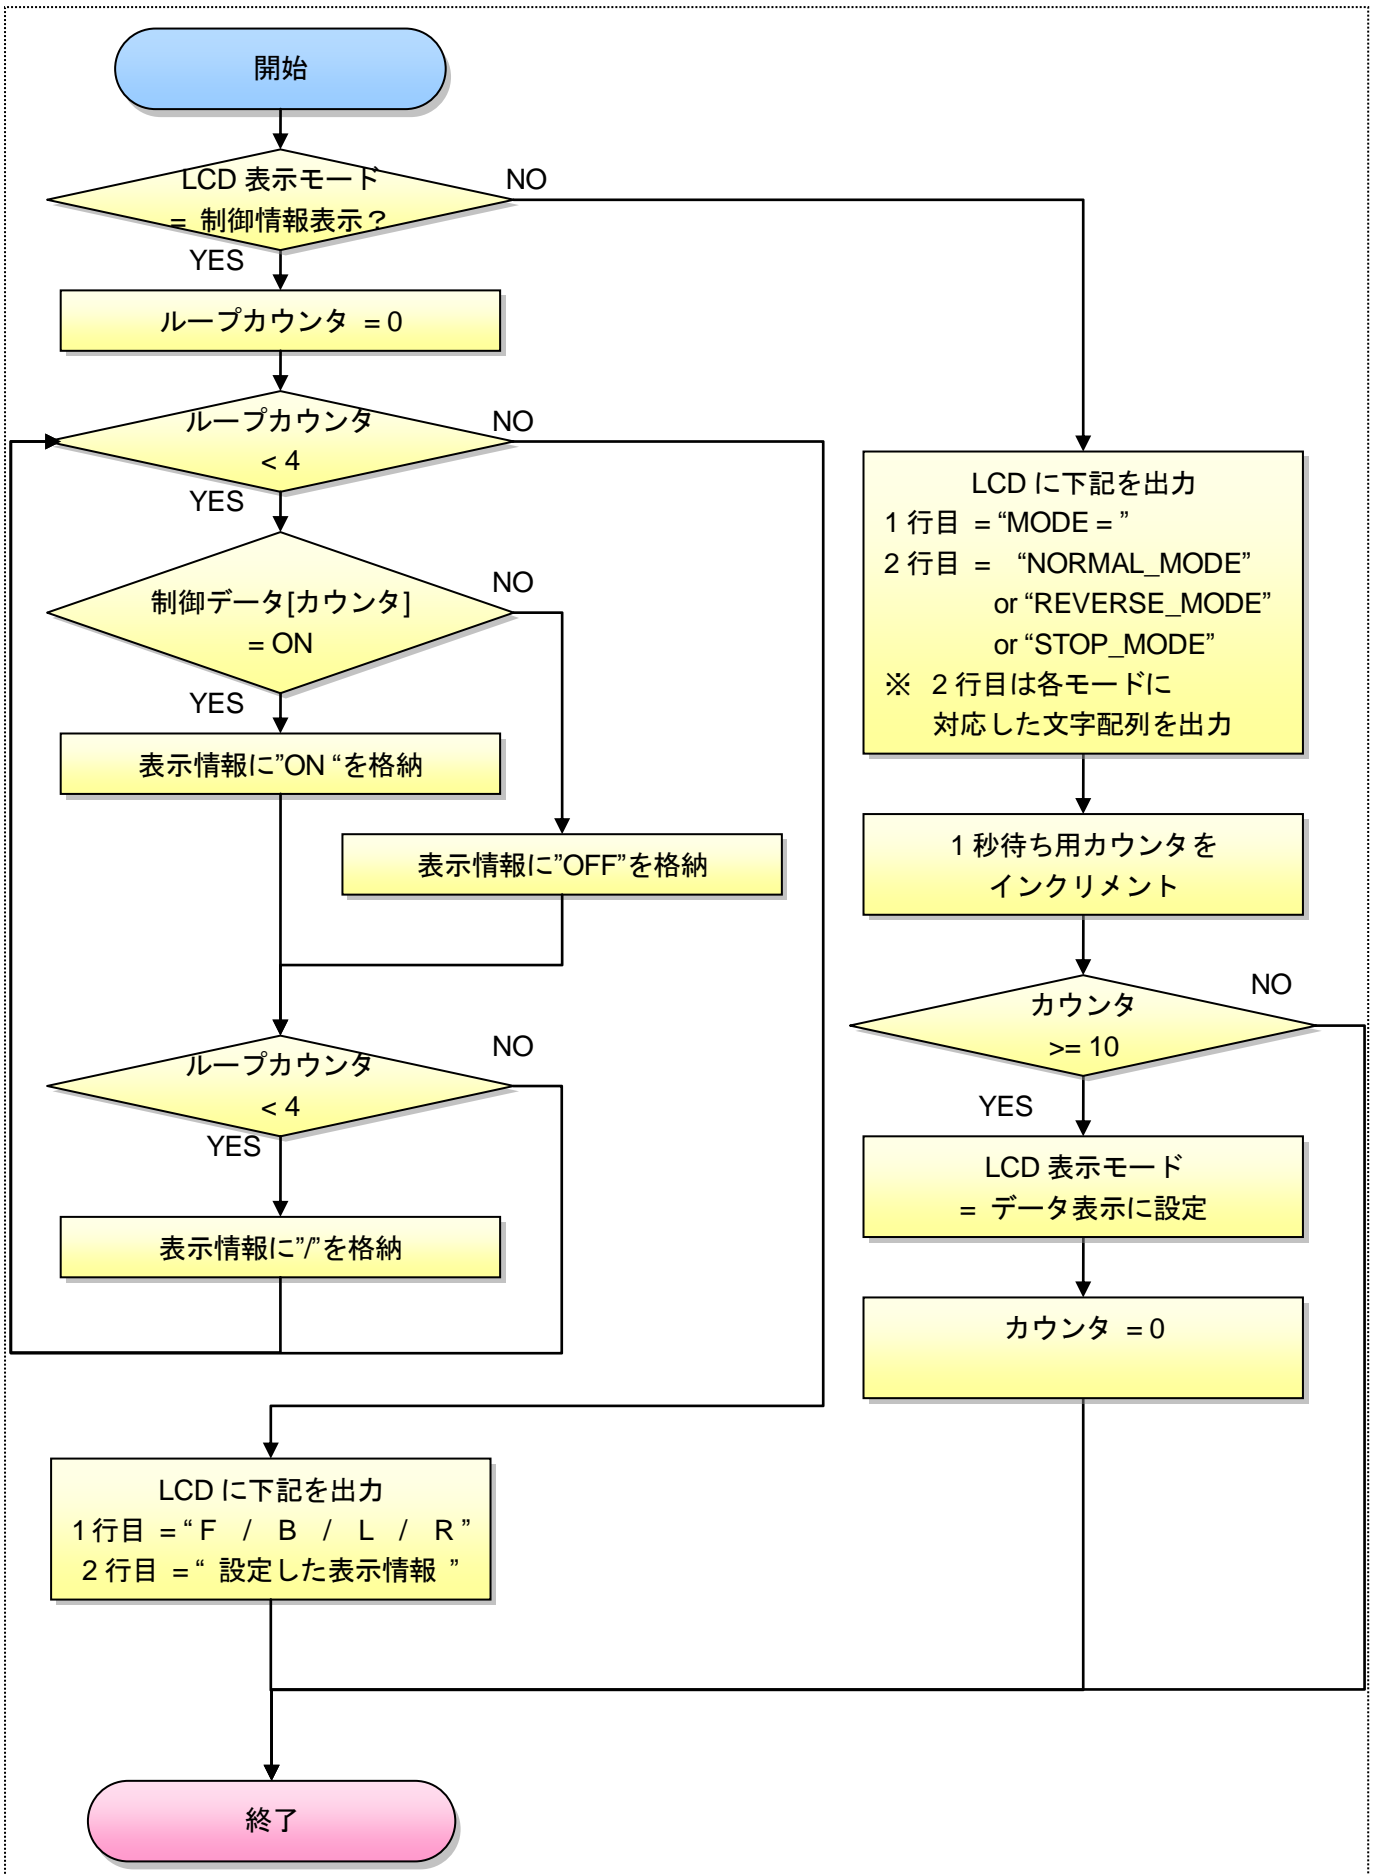 開始
LCD 表示モード
= 制御情報表示？
NO
YES
ループカウンタ = 0
ループカウンタ
< 4
NO
YES
制御データ[カウンタ]
= ON
NO
YES
表示情報に”ON “を格納
表示情報に”OFF”を格納
ループカウンタ
< 4
NO
YES
表示情報に”/”を格納
LCD に下記を出力
1 行目 = “ F / B / L / R ”
2 行目 = “ 設定した表示情報 ”
LCD に下記を出力
1 行目 = “MODE = ”
2 行目 = “NORMAL_MODE”
or “REVERSE_MODE”
or “STOP_MODE”
※ 2 行目は各モードに
対応した文字配列を出力
1 秒待ち用カウンタを
インクリメント
カウンタ
>= 10
NO
YES
LCD 表示モード
= データ表示に設定
カウンタ = 0
終了